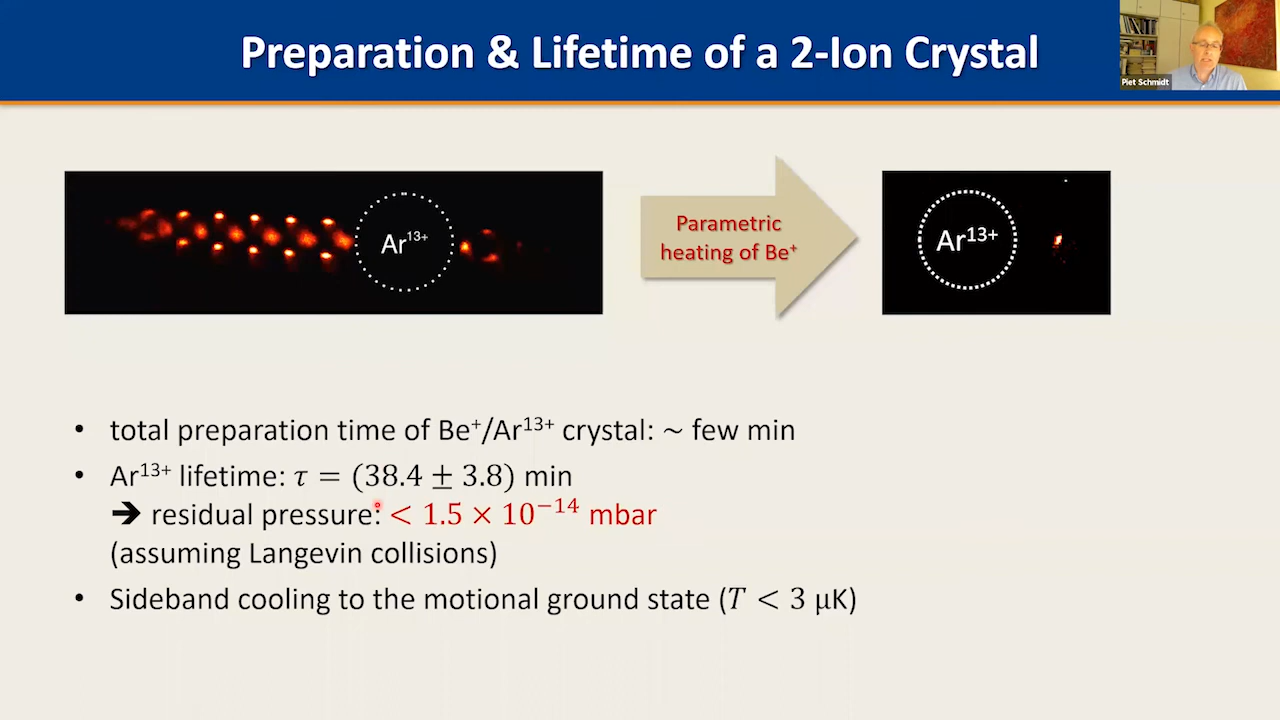 Preparation & Lifetime of a 2-Ion Crystal
Piet Schmidt
Ar¹³⁺
Parametric
heating of Be⁺
Ar¹³⁺
• total preparation time of Be⁺/Ar¹³⁺ crystal: ~ few min
• Ar¹³⁺ lifetime: τ = (38.4 ± 3.8) min
➔ residual pressure: < 1.5 × 10⁻¹⁴ mbar
(assuming Langevin collisions)
• Sideband cooling to the motional ground state (T < 3 µK)